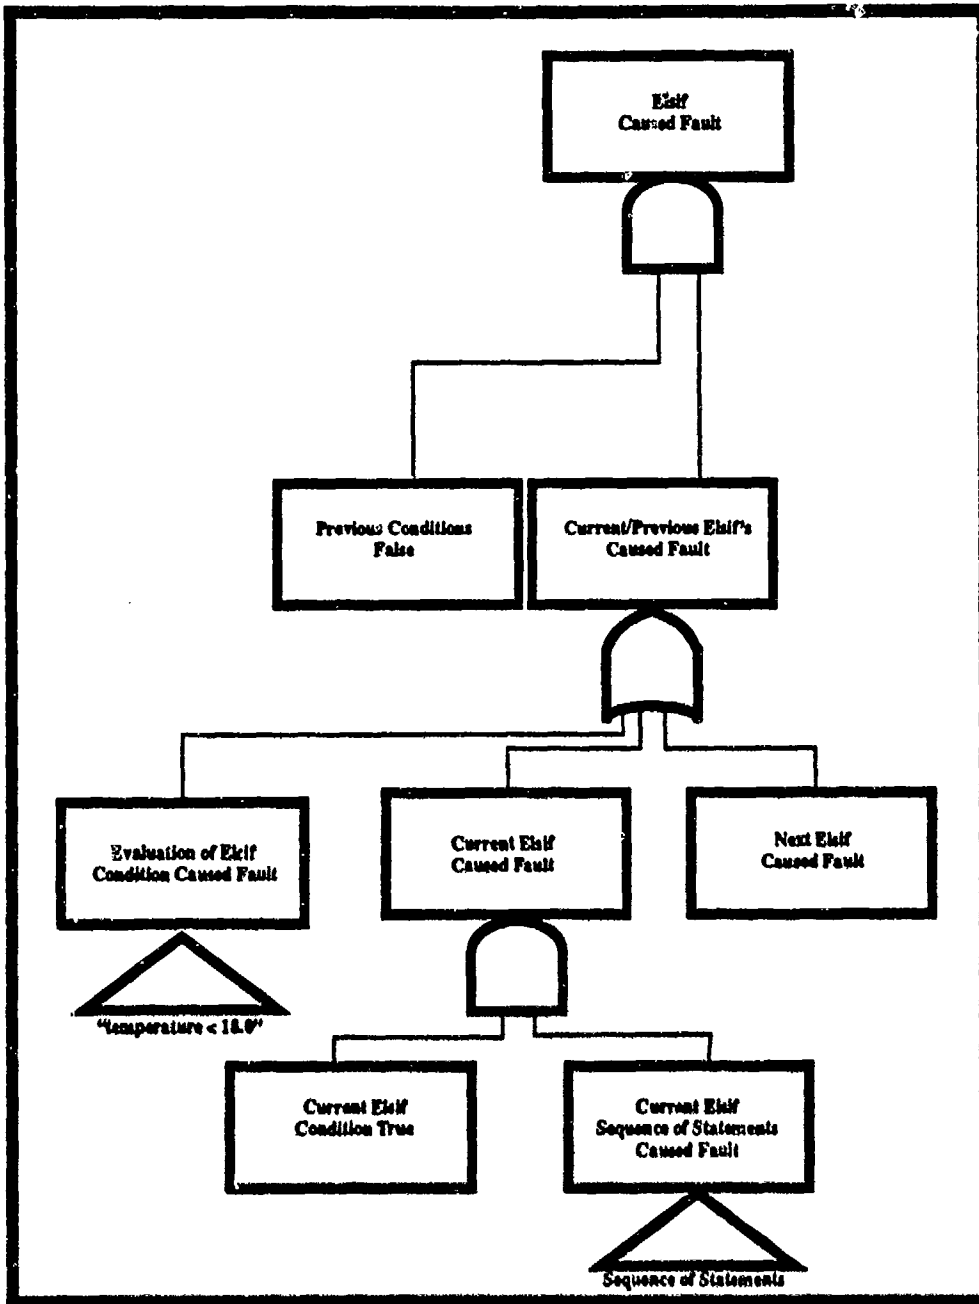 Elsif
Caused Fault
Previous Conditions
False
Current/Previous Elsif's
Caused Fault
Evaluation of Elsif
Condition Caused Fault
Current Elsif
Caused Fault
Next Elsif
Caused Fault
"temperature < 18.0"
Current Elsif
Condition True
Current Elsif
Sequence of Statements
Caused Fault
Sequence of Statements